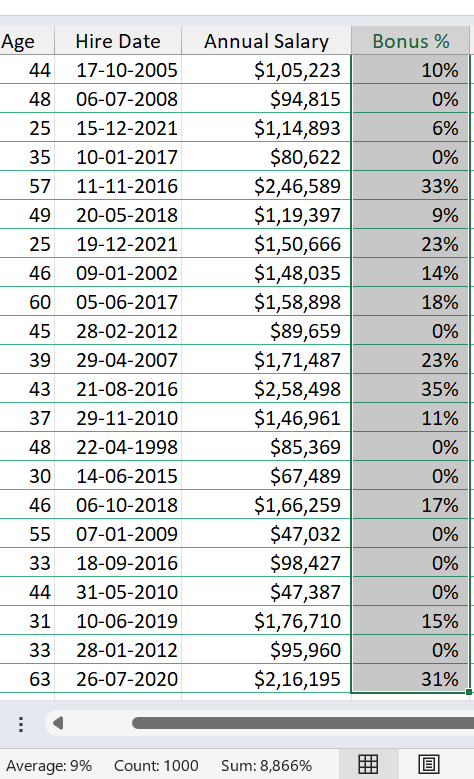 Age Hire Date Annual Salary Bonus %
44 17-10-2005 $1,05,223 10%
48 06-07-2008 $94,815 0%
25 15-12-2021 $1,14,893 6%
35 10-01-2017 $80,622 0%
57 11-11-2016 $2,46,589 33%
49 20-05-2018 $1,19,397 9%
25 19-12-2021 $1,50,666 23%
46 09-01-2002 $1,48,035 14%
60 05-06-2017 $1,58,898 18%
45 28-02-2012 $89,659 0%
39 29-04-2007 $1,71,487 23%
43 21-08-2016 $2,58,498 35%
37 29-11-2010 $1,46,961 11%
48 22-04-1998 $85,369 0%
30 14-06-2015 $67,489 0%
46 06-10-2018 $1,66,259 17%
55 07-01-2009 $47,032 0%
33 18-09-2016 $98,427 0%
44 31-05-2010 $47,387 0%
31 10-06-2019 $1,76,710 15%
33 28-01-2012 $95,960 0%
63 26-07-2020 $2,16,195 31%
Average: 9% Count: 1000 Sum: 8,866%